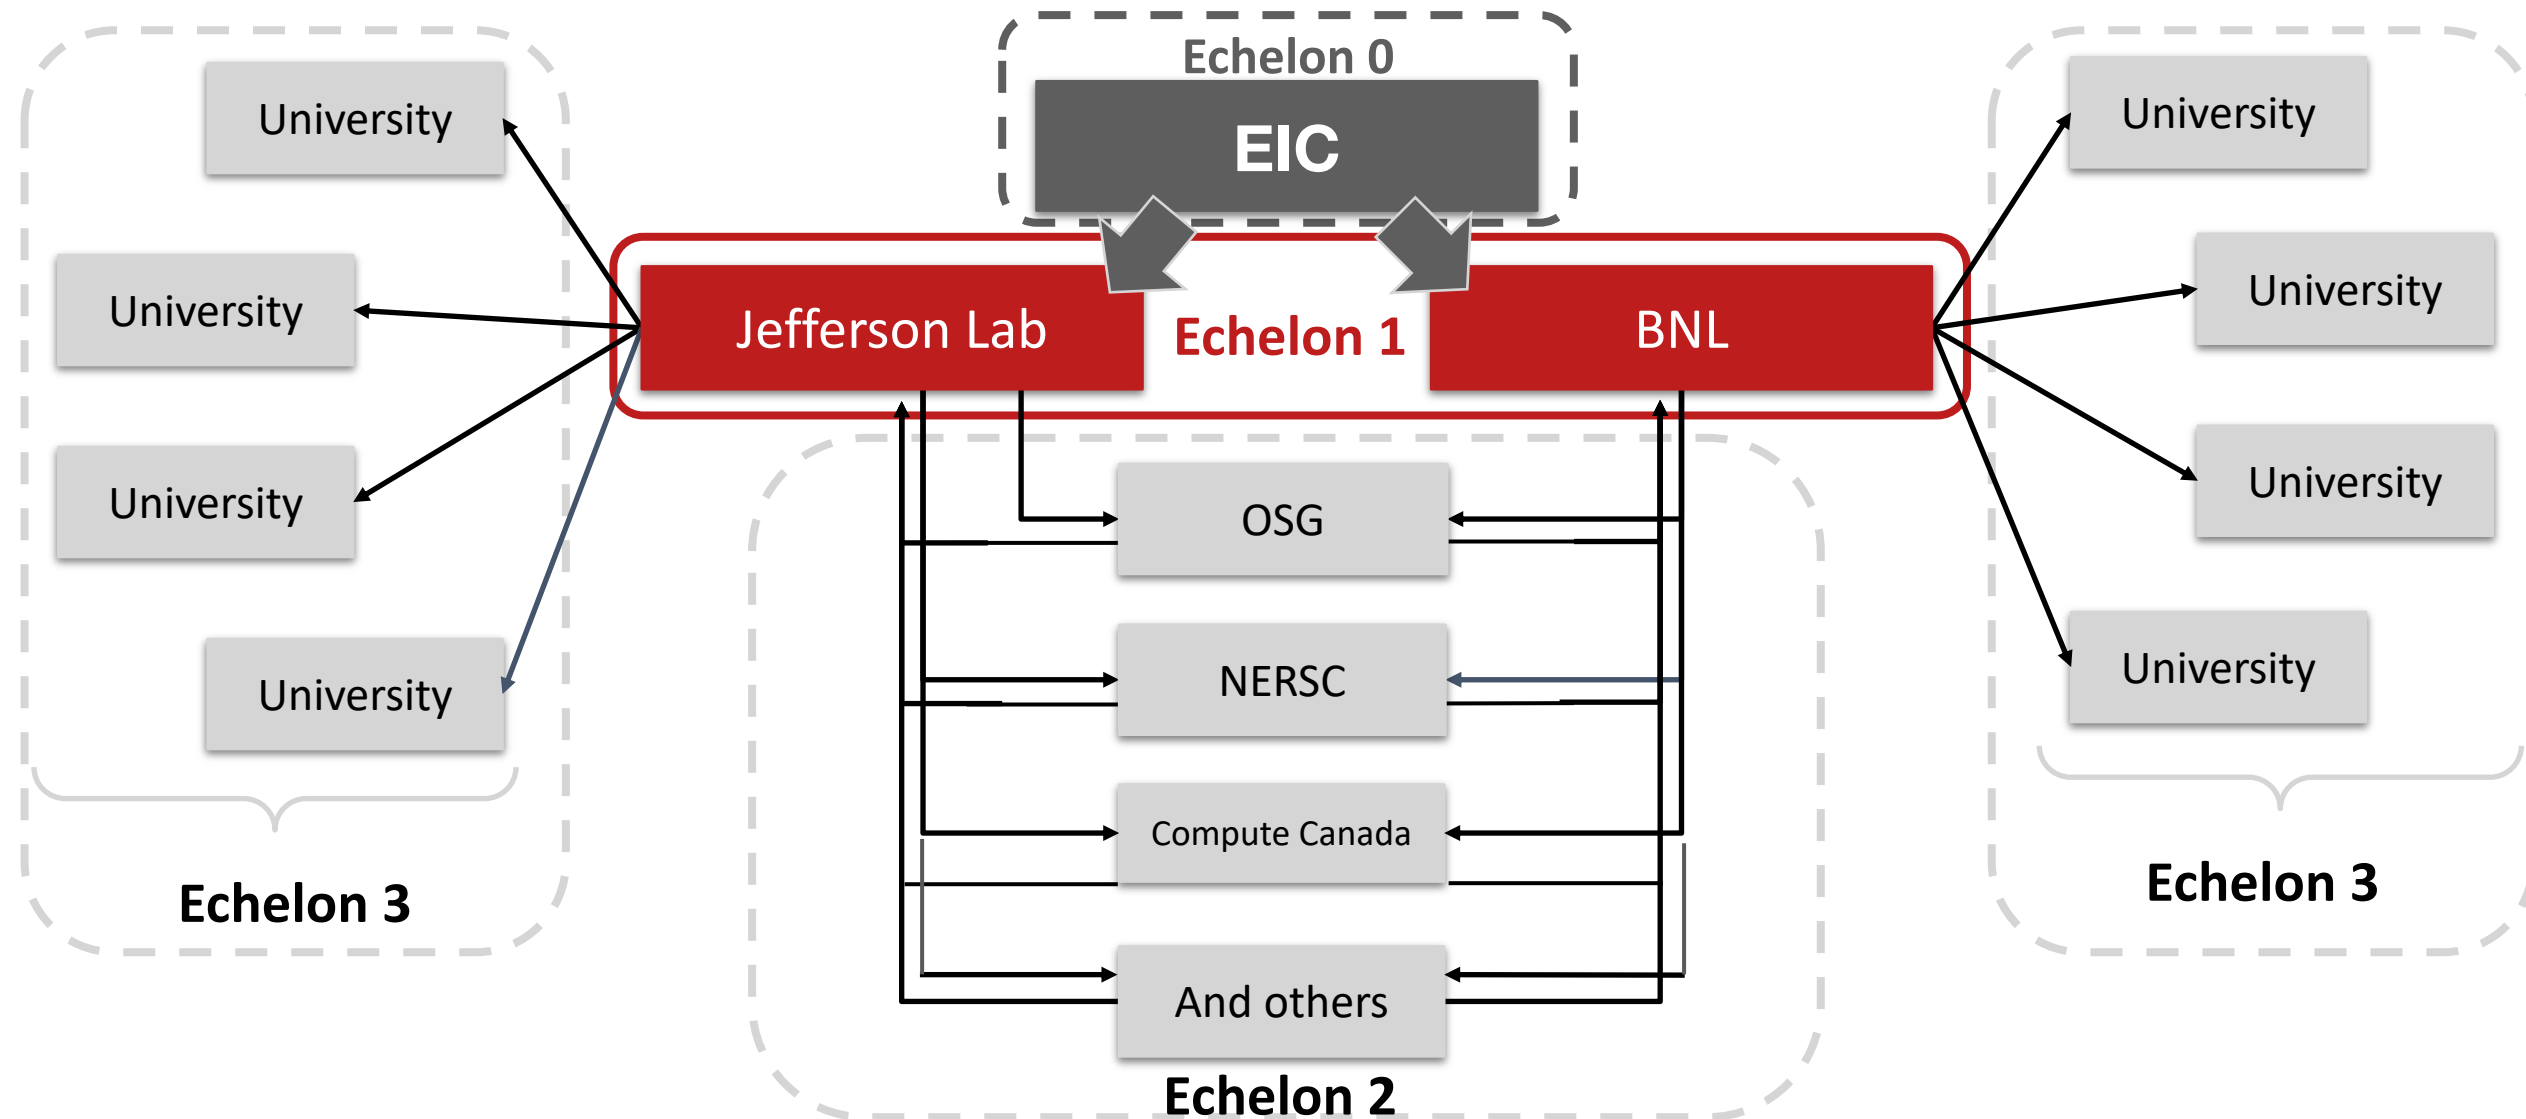 Echelon 0
EIC
University
University
University
University
Echelon 3
Jefferson Lab
Echelon 1
BNL
OSG
NERSC
Compute Canada
And others
Echelon 2
University
University
University
University
Echelon 3